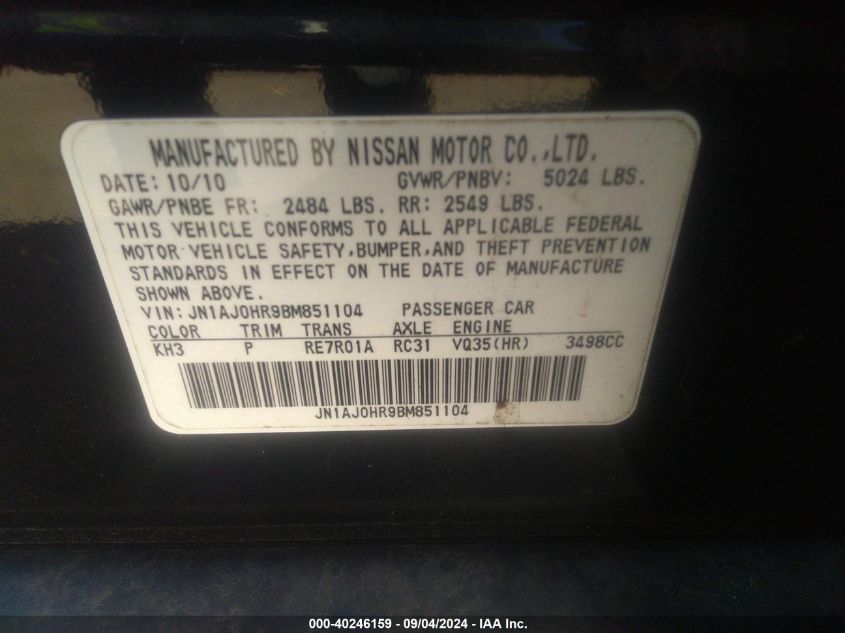 MANUFACTURED BY NISSAN MOTOR CO.,LTD.
DATE: 10/10 GVWR/PNBV: 5024 LBS.
GAWR/PNBE FR: 2484 LBS. RR: 2549 LBS.
THIS VEHICLE CONFORMS TO ALL APPLICABLE FEDERAL
MOTOR VEHICLE SAFETY,BUMPER,AND THEFT PREVENTION
STANDARDS IN EFFECT ON THE DATE OF MANUFACTURE
SHOWN ABOVE.
VIN: JN1AJ0HR9BM851104 PASSENGER CAR
COLOR TRIM TRANS AXLE ENGINE
KH3 P RE7R01A RC31 VQ35(HR) 3498CC
JN1AJ0HR9BM851104
000-40246159 - 09/04/2024 - IAA Inc.